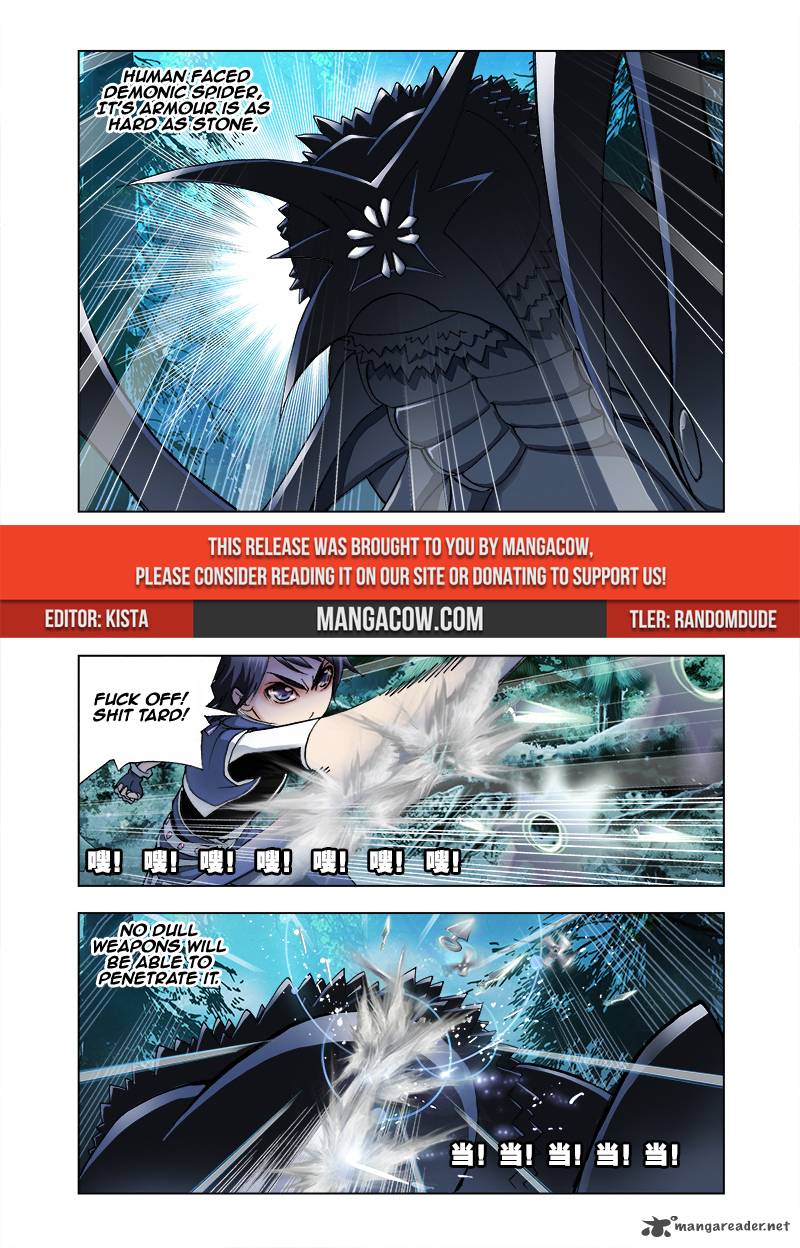 HUMAN FACED
DEMONIC SPIDER,
IT'S ARMOUR IS AS
HARD AS STONE,
THIS RELEASE WAS BROUGHT TO YOU BY MANGACOW,
PLEASE CONSIDER READING IT ON OUR SITE OR DONATING TO SUPPORT US!
EDITOR: KISTA
MANGACOW.COM
TLER: RANDOMDUDE
FUCK OFF!
SHIT TARD!
嗖! 嗖! 嗖! 嗖! 嗖! 嗖! 嗖!
NO DULL
WEAPONS WILL
BE ABLE TO
PENETRATE IT.
当! 当! 当! 当! 当!
mangareader.net